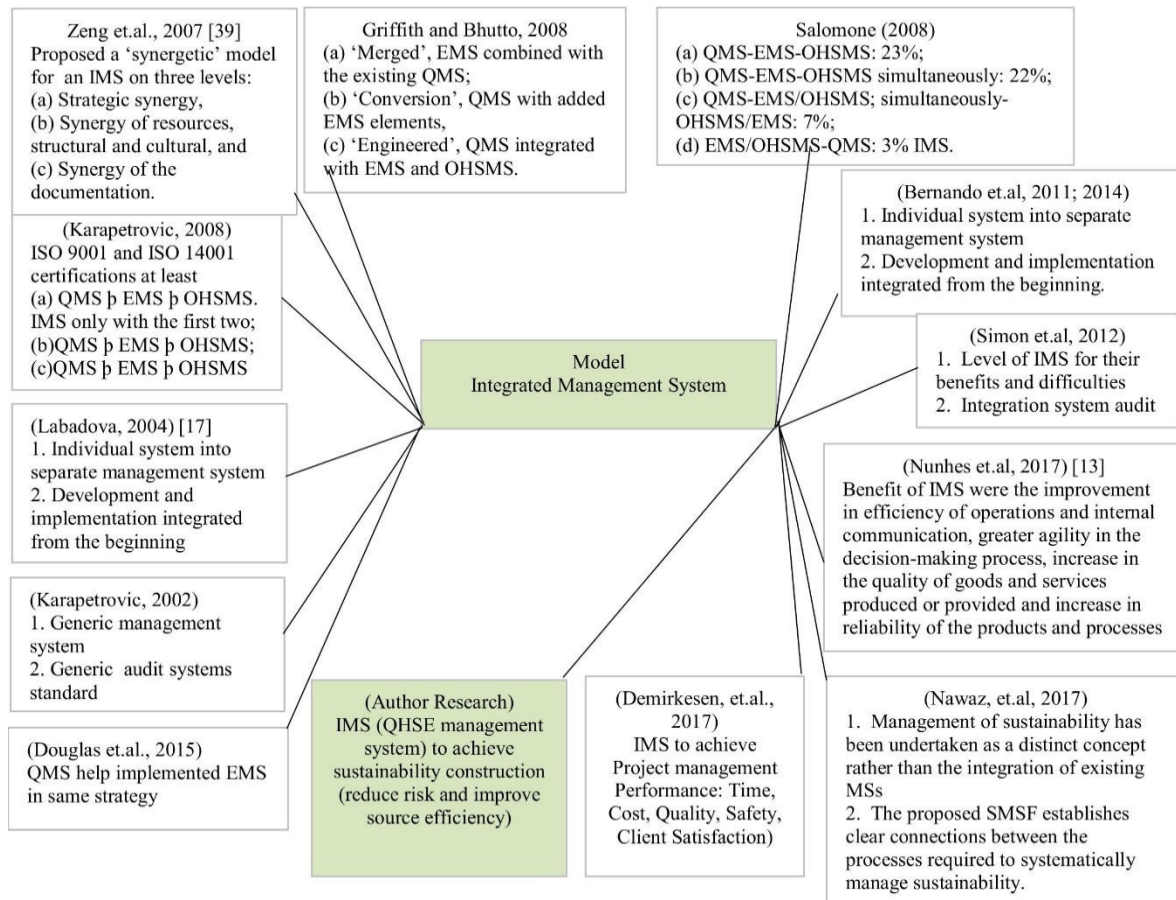 Zeng et.al., 2007 [39]
Proposed a ‘synergetic’ model
for an IMS on three levels:
(a) Strategic synergy,
(b) Synergy of resources,
structural and cultural, and
(c) Synergy of the
documentation.
Griffith and Bhutto, 2008
(a) ‘Merged’, EMS combined with
the existing QMS;
(b) ‘Conversion’, QMS with added
EMS elements,
(c) ‘Engineered’, QMS integrated
with EMS and OHSMS.
Salomone (2008)
(a) QMS-EMS-OHSMS: 23%;
(b) QMS-EMS-OHSMS simultaneously: 22%;
(c) QMS-EMS/OHSMS; simultaneously-
OHSMS/EMS: 7%;
(d) EMS/OHSMS-QMS: 3% IMS.
(Karapetrovic, 2008)
ISO 9001 and ISO 14001
certifications at least
(a) QMS þ EMS þ OHSMS.
IMS only with the first two;
(b)QMS þ EMS þ OHSMS;
(c)QMS þ EMS þ OHSMS
(Bernando et.al, 2011; 2014)
1. Individual system into separate
management system
2. Development and implementation
integrated from the beginning.
Model
Integrated Management System
(Simon et.al, 2012)
1. Level of IMS for their
benefits and difficulties
2. Integration system audit
(Labadova, 2004) [17]
1. Individual system into
separate management system
2. Development and
implementation integrated
from the beginning
(Nunhes et.al, 2017) [13]
Benefit of IMS were the improvement
in efficiency of operations and internal
communication, greater agility in the
decision-making process, increase in
the quality of goods and services
produced or provided and increase in
reliability of the products and processes
(Karapetrovic, 2002)
1. Generic management
system
2. Generic audit systems
standard
(Douglas et.al., 2015)
QMS help implemented EMS
in same strategy
(Author Research)
IMS (QHSE management
system) to achieve
sustainability construction
(reduce risk and improve
source efficiency)
(Demirkesen, et.al.,
2017)
IMS to achieve
Project management
Performance: Time,
Cost, Quality, Safety,
Client Satisfaction)
(Nawaz, et.al, 2017)
1. Management of sustainability has
been undertaken as a distinct concept
rather than the integration of existing
MSs
2. The proposed SMSF establishes
clear connections between the
processes required to systematically
manage sustainability.